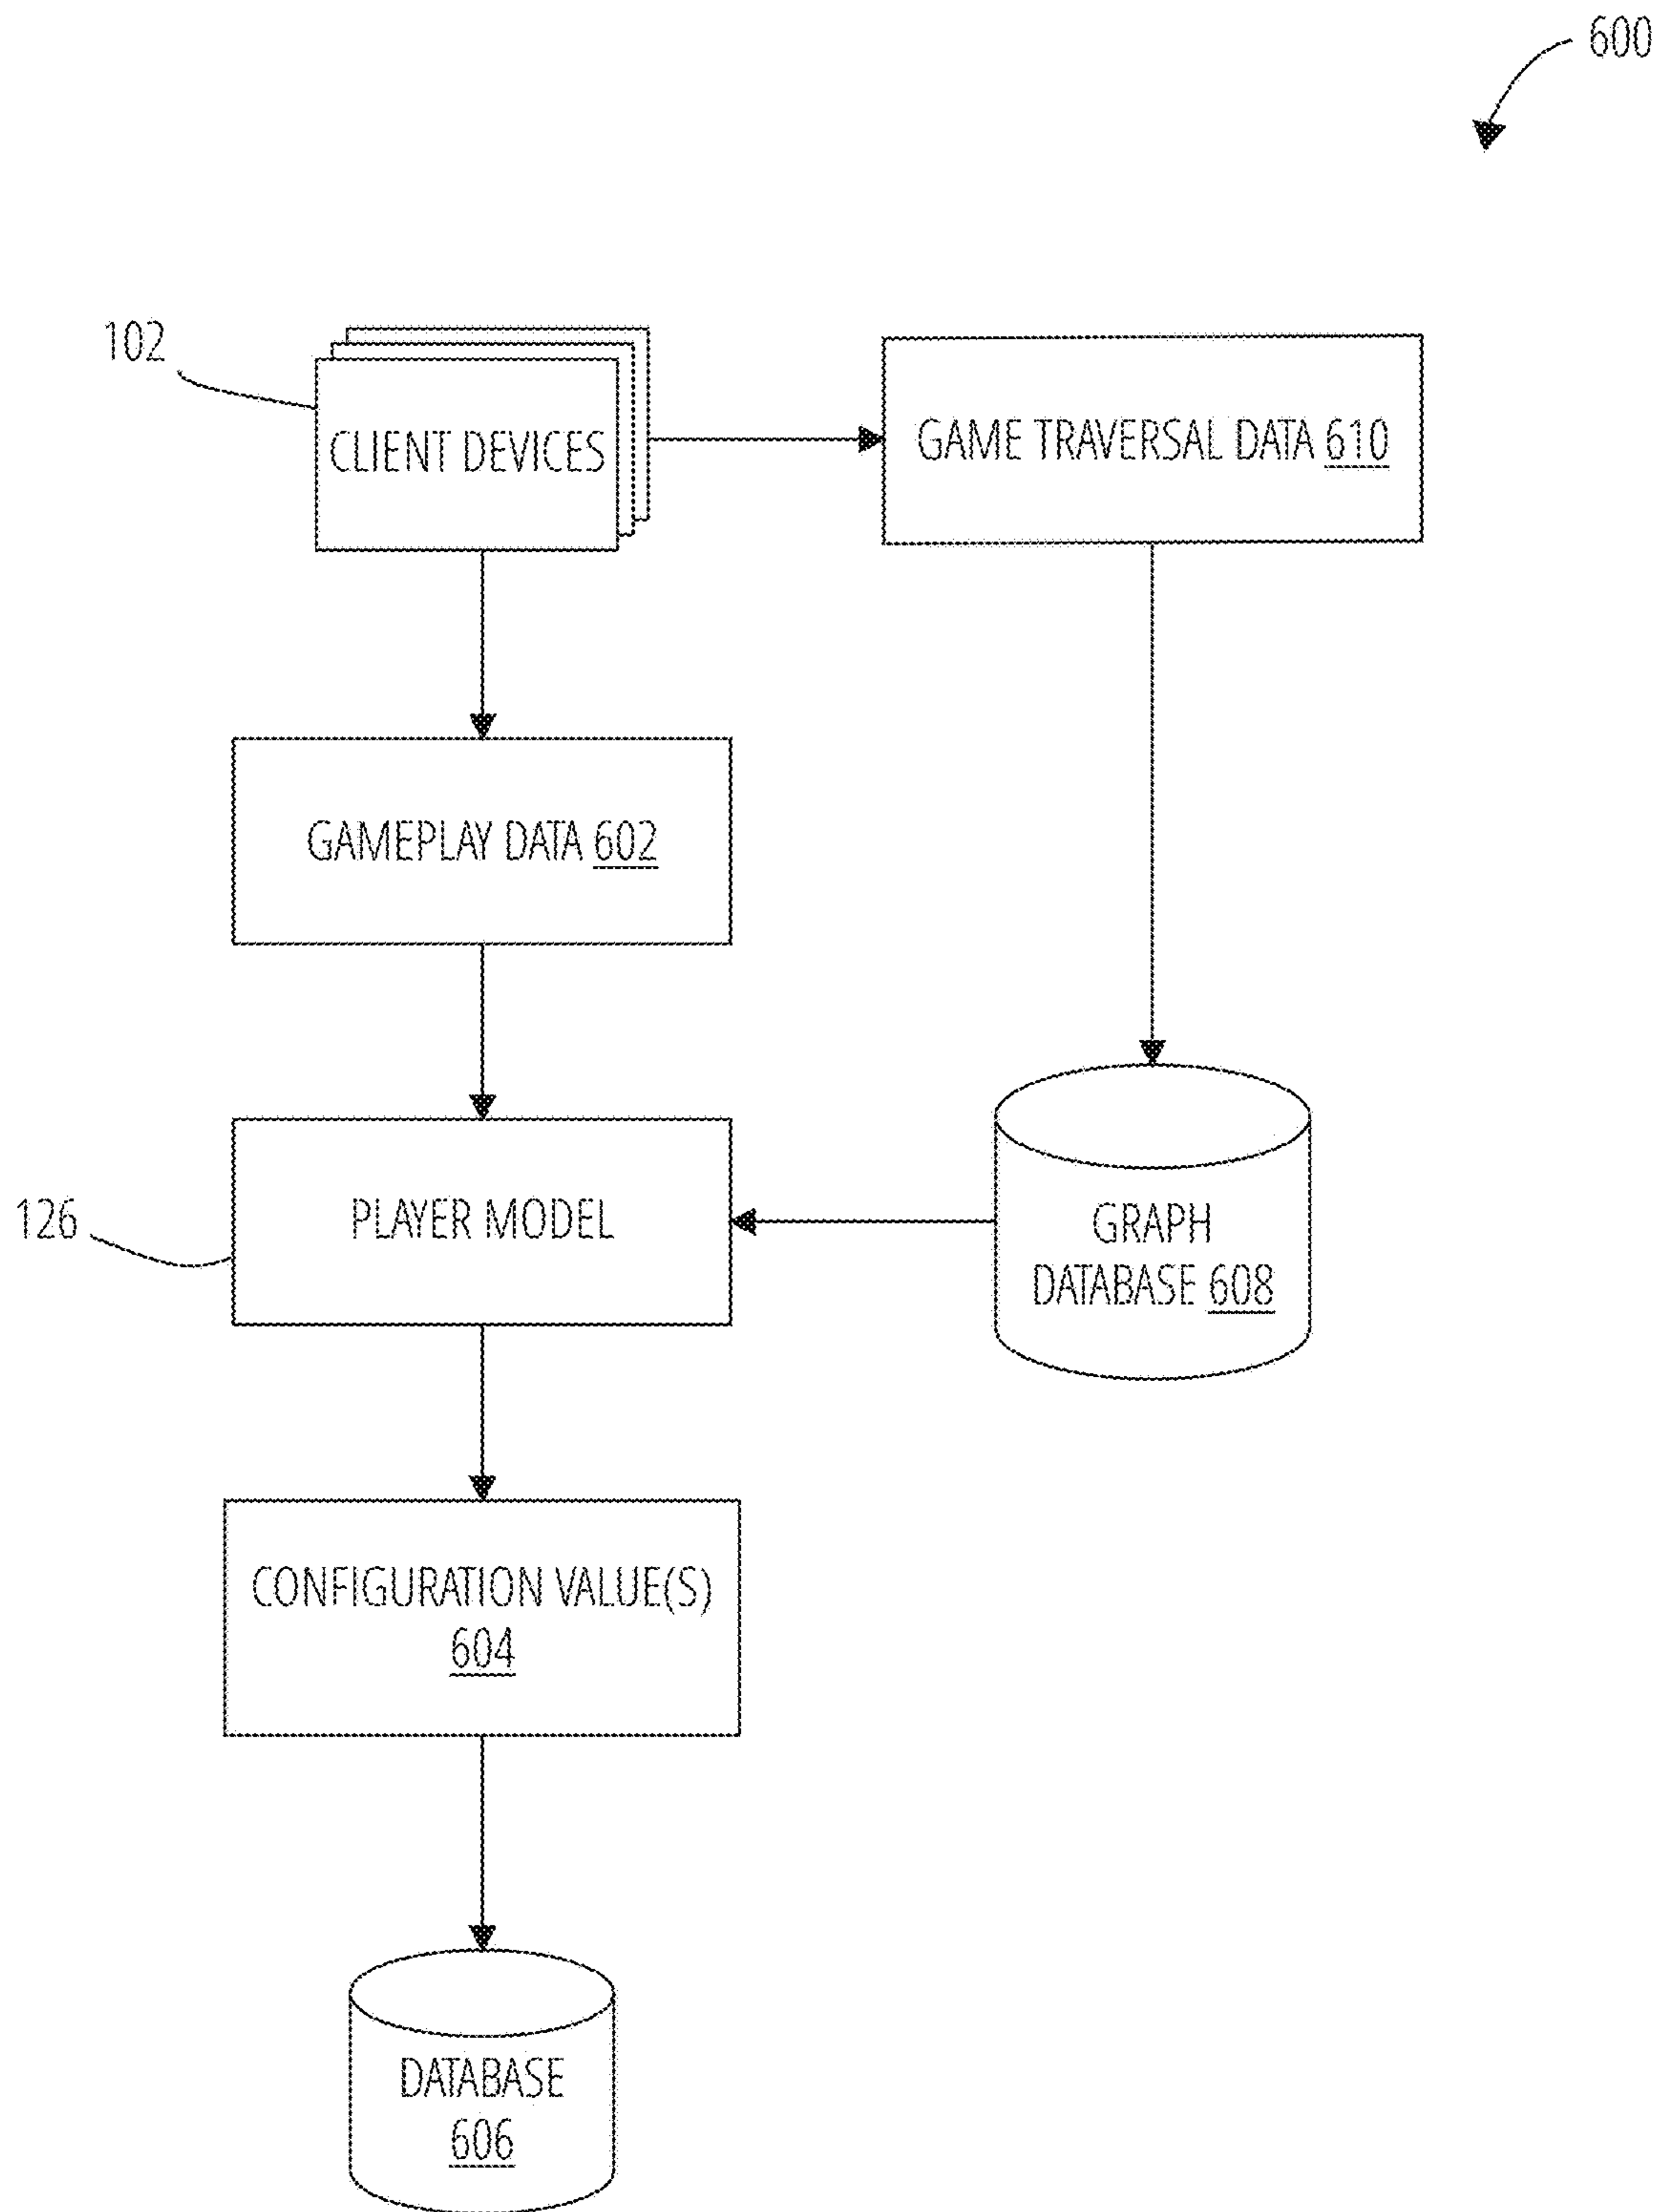 600
102
CLIENT DEVICES
GAME TRAVERSAL DATA 610
GAMEPLAY DATA 602
126
PLAYER MODEL
GRAPH
DATABASE 608
CONFIGURATION VALUE(S)
604
DATABASE
606